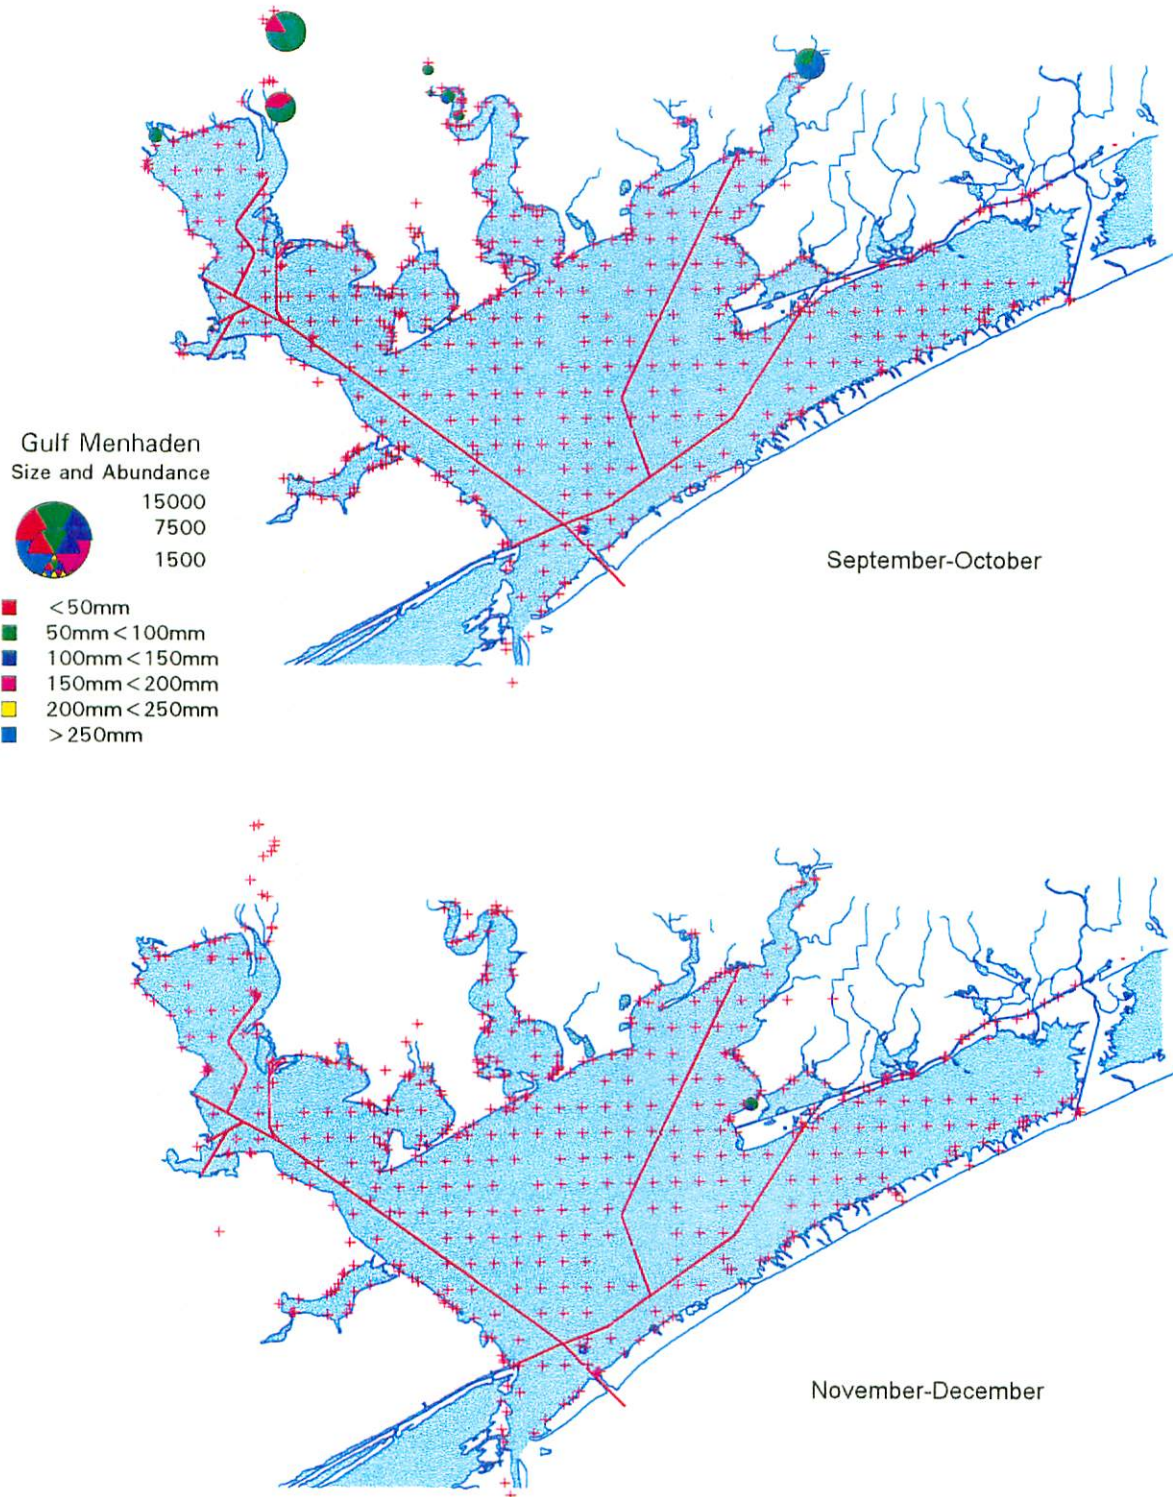 Gulf Menhaden
Size and Abundance
15000
7500
1500
<50mm
50mm<100mm
100mm<150mm
150mm<200mm
200mm<250mm
>250mm
September-October
November-December